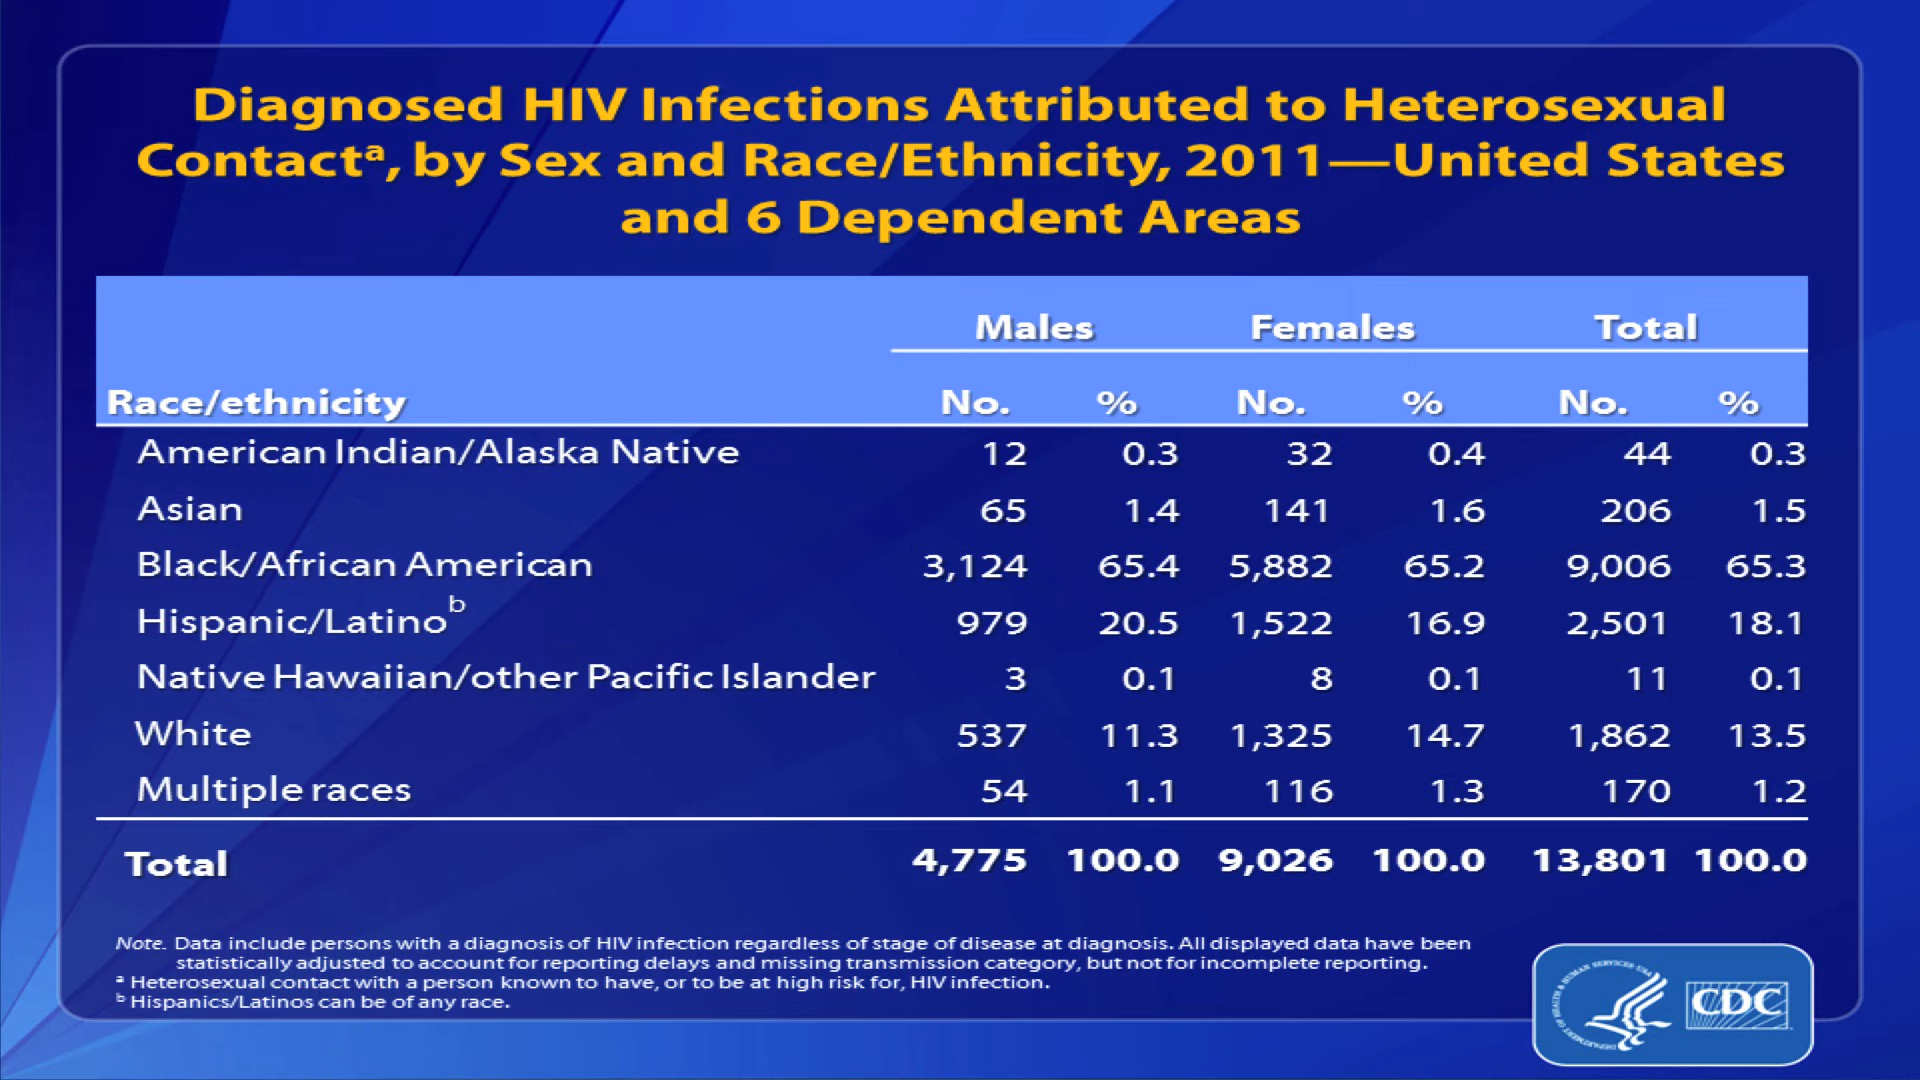 Diagnosed HIV Infections Attributed to Heterosexual
Contactᵃ, by Sex and Race/Ethnicity, 2011—United States
and 6 Dependent Areas
Males Females Total
Race/ethnicity No. % No. % No. %
American Indian/Alaska Native 12 0.3 32 0.4 44 0.3
Asian 65 1.4 141 1.6 206 1.5
Black/African American 3,124 65.4 5,882 65.2 9,006 65.3
Hispanic/Latinoᵇ 979 20.5 1,522 16.9 2,501 18.1
Native Hawaiian/other Pacific Islander 3 0.1 8 0.1 11 0.1
White 537 11.3 1,325 14.7 1,862 13.5
Multiple races 54 1.1 116 1.3 170 1.2
Total 4,775 100.0 9,026 100.0 13,801 100.0
Note. Data include persons with a diagnosis of HIV infection regardless of stage of disease at diagnosis. All displayed data have been
statistically adjusted to account for reporting delays and missing transmission category, but not for incomplete reporting.
ᵃ Heterosexual contact with a person known to have, or to be at high risk for, HIV infection.
ᵇ Hispanics/Latinos can be of any race.
DEPARTMENT OF HEALTH & HUMAN SERVICES·USA
CDC